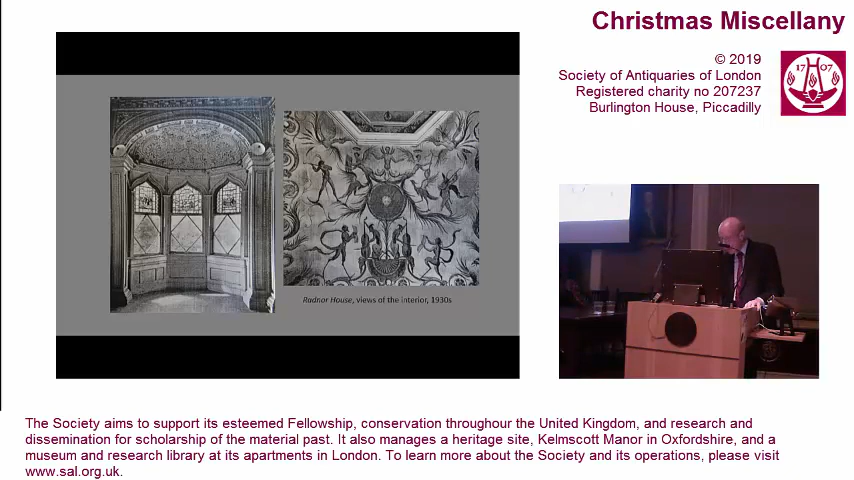 Christmas Miscellany
© 2019
Society of Antiquaries of London
Registered charity no 207237
Burlington House, Piccadilly
17 07
Radnor House, views of the interior, 1930s
The Society aims to support its esteemed Fellowship, conservation throughour the United Kingdom, and research and
dissemination for scholarship of the material past. It also manages a heritage site, Kelmscott Manor in Oxfordshire, and a
museum and research library at its apartments in London. To learn more about the Society and its operations, please visit
www.sal.org.uk.